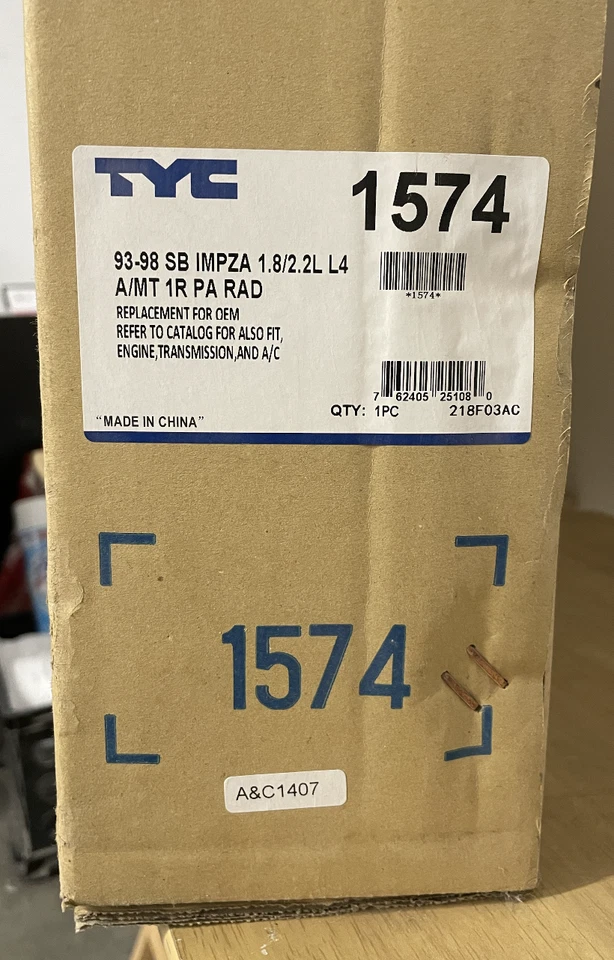 TYC
1574
93-98 SB IMPZA 1.8/2.2L L4
A/MT 1R PA RAD
REPLACEMENT FOR OEM
REFER TO CATALOG FOR ALSO FIT,
ENGINE,TRANSMISSION,AND A/C
*1574*
7 62405 25108 0
QTY: 1PC 218F03AC
"MADE IN CHINA"
1574
A&C1407